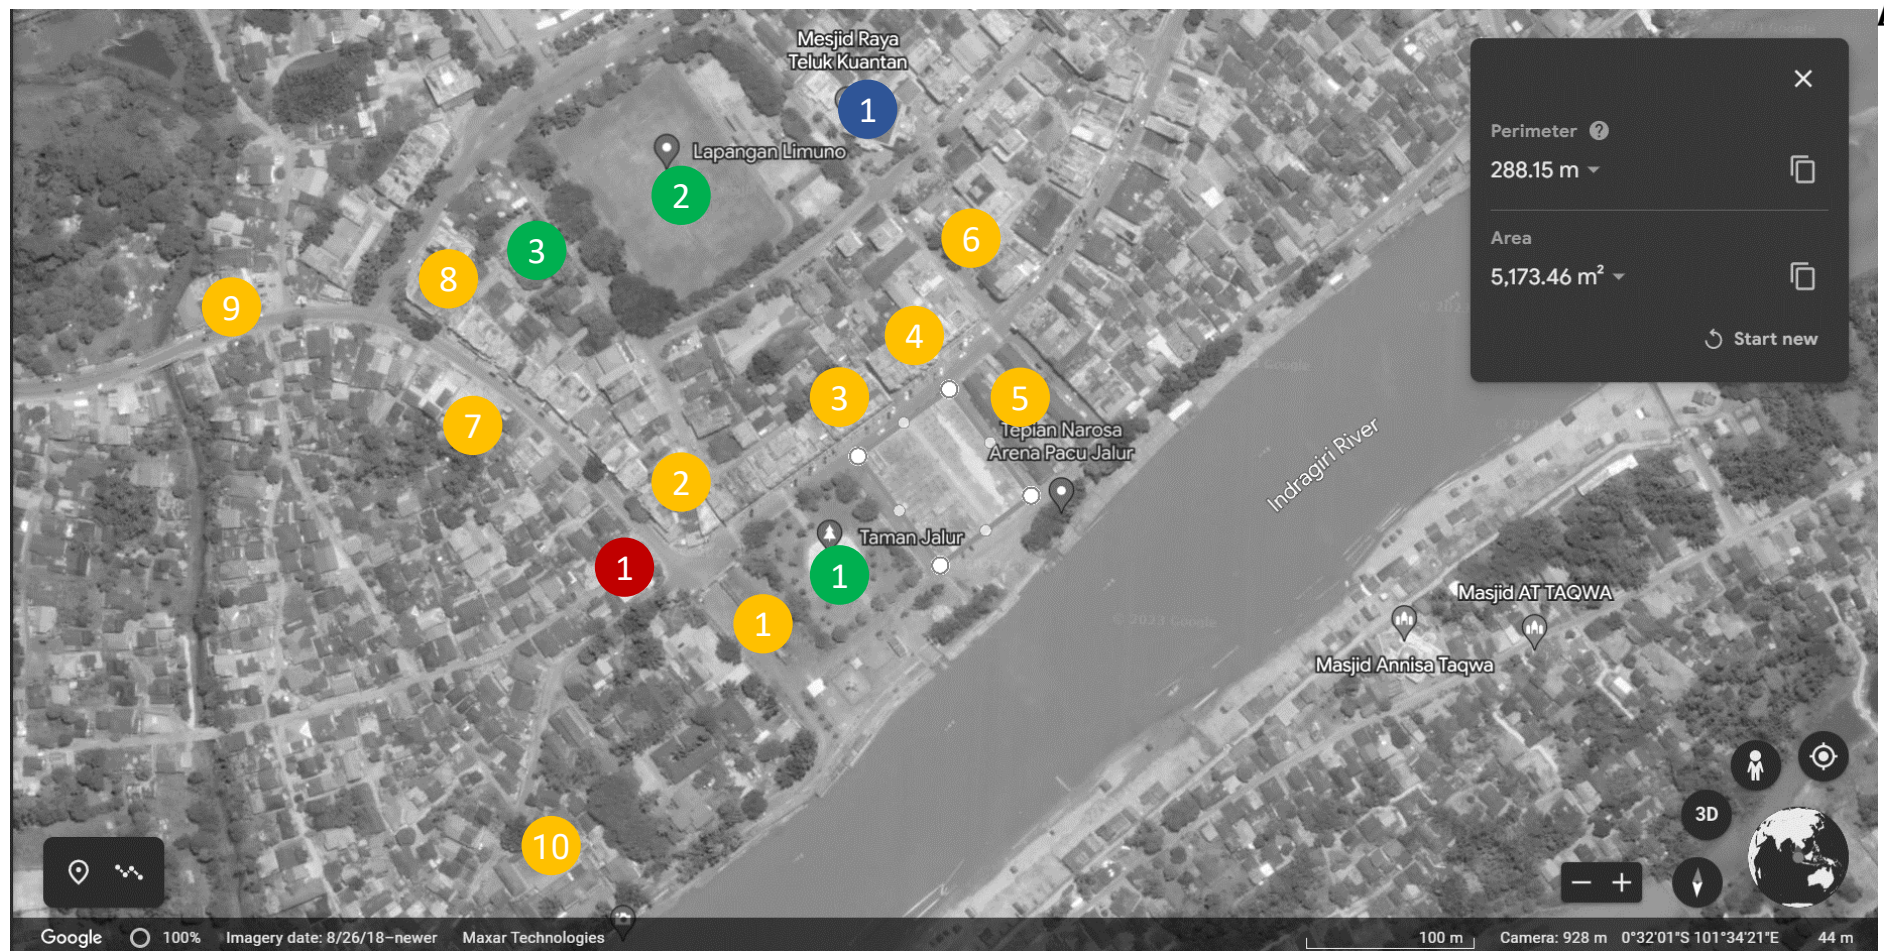 Mesjid Raya
Teluk Kuantan
1
Lapangan Limuno
2
3
6
8
9
4
3
5
7
Tepian Narosa
Arena Pacu Jalur
2
Taman Jalur
1
1
1
10
Indragiri River
Masjid AT TAQWA
Masjid Annisa Taqwa
© 2023 Google
Perimeter ?
288.15 m
Area
5,173.46 m²
Start new
3D
Google 100% Imagery date: 8/26/18–newer Maxar Technologies 100 m Camera: 928 m 0°32'01"S 101°34'21"E 44 m